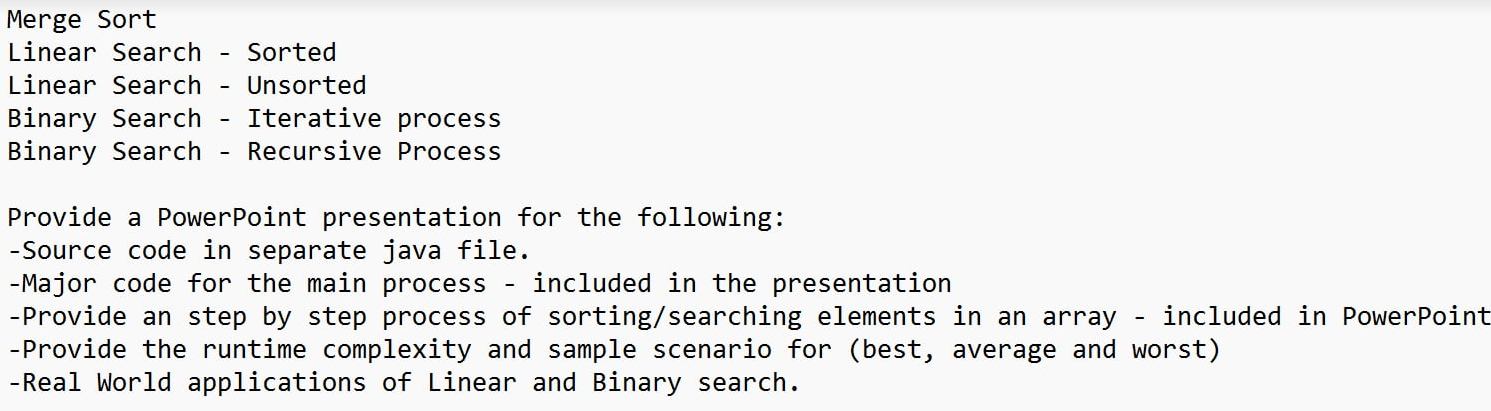 Merge Sort
Linear Search - Sorted
Linear Search - Unsorted
Binary Search - Iterative process
Binary Search - Recursive Process
Provide a PowerPoint presentation for the following:
-Source code in separate java file.
-Major code for the main process - included in the presentation
-Provide an step by step process of sorting/searching elements in an array - included in PowerPoint
-Provide the runtime complexity and sample scenario for (best, average and worst)
-Real World applications of Linear and Binary search.